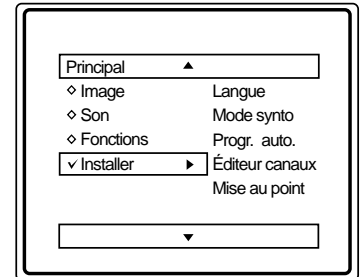 Principal ▲
◇ Image Langue
◇ Son Mode synto
◇ Fonctions Progr. auto.
✓ Installer ▶ Éditeur canaux
Mise au point
▼